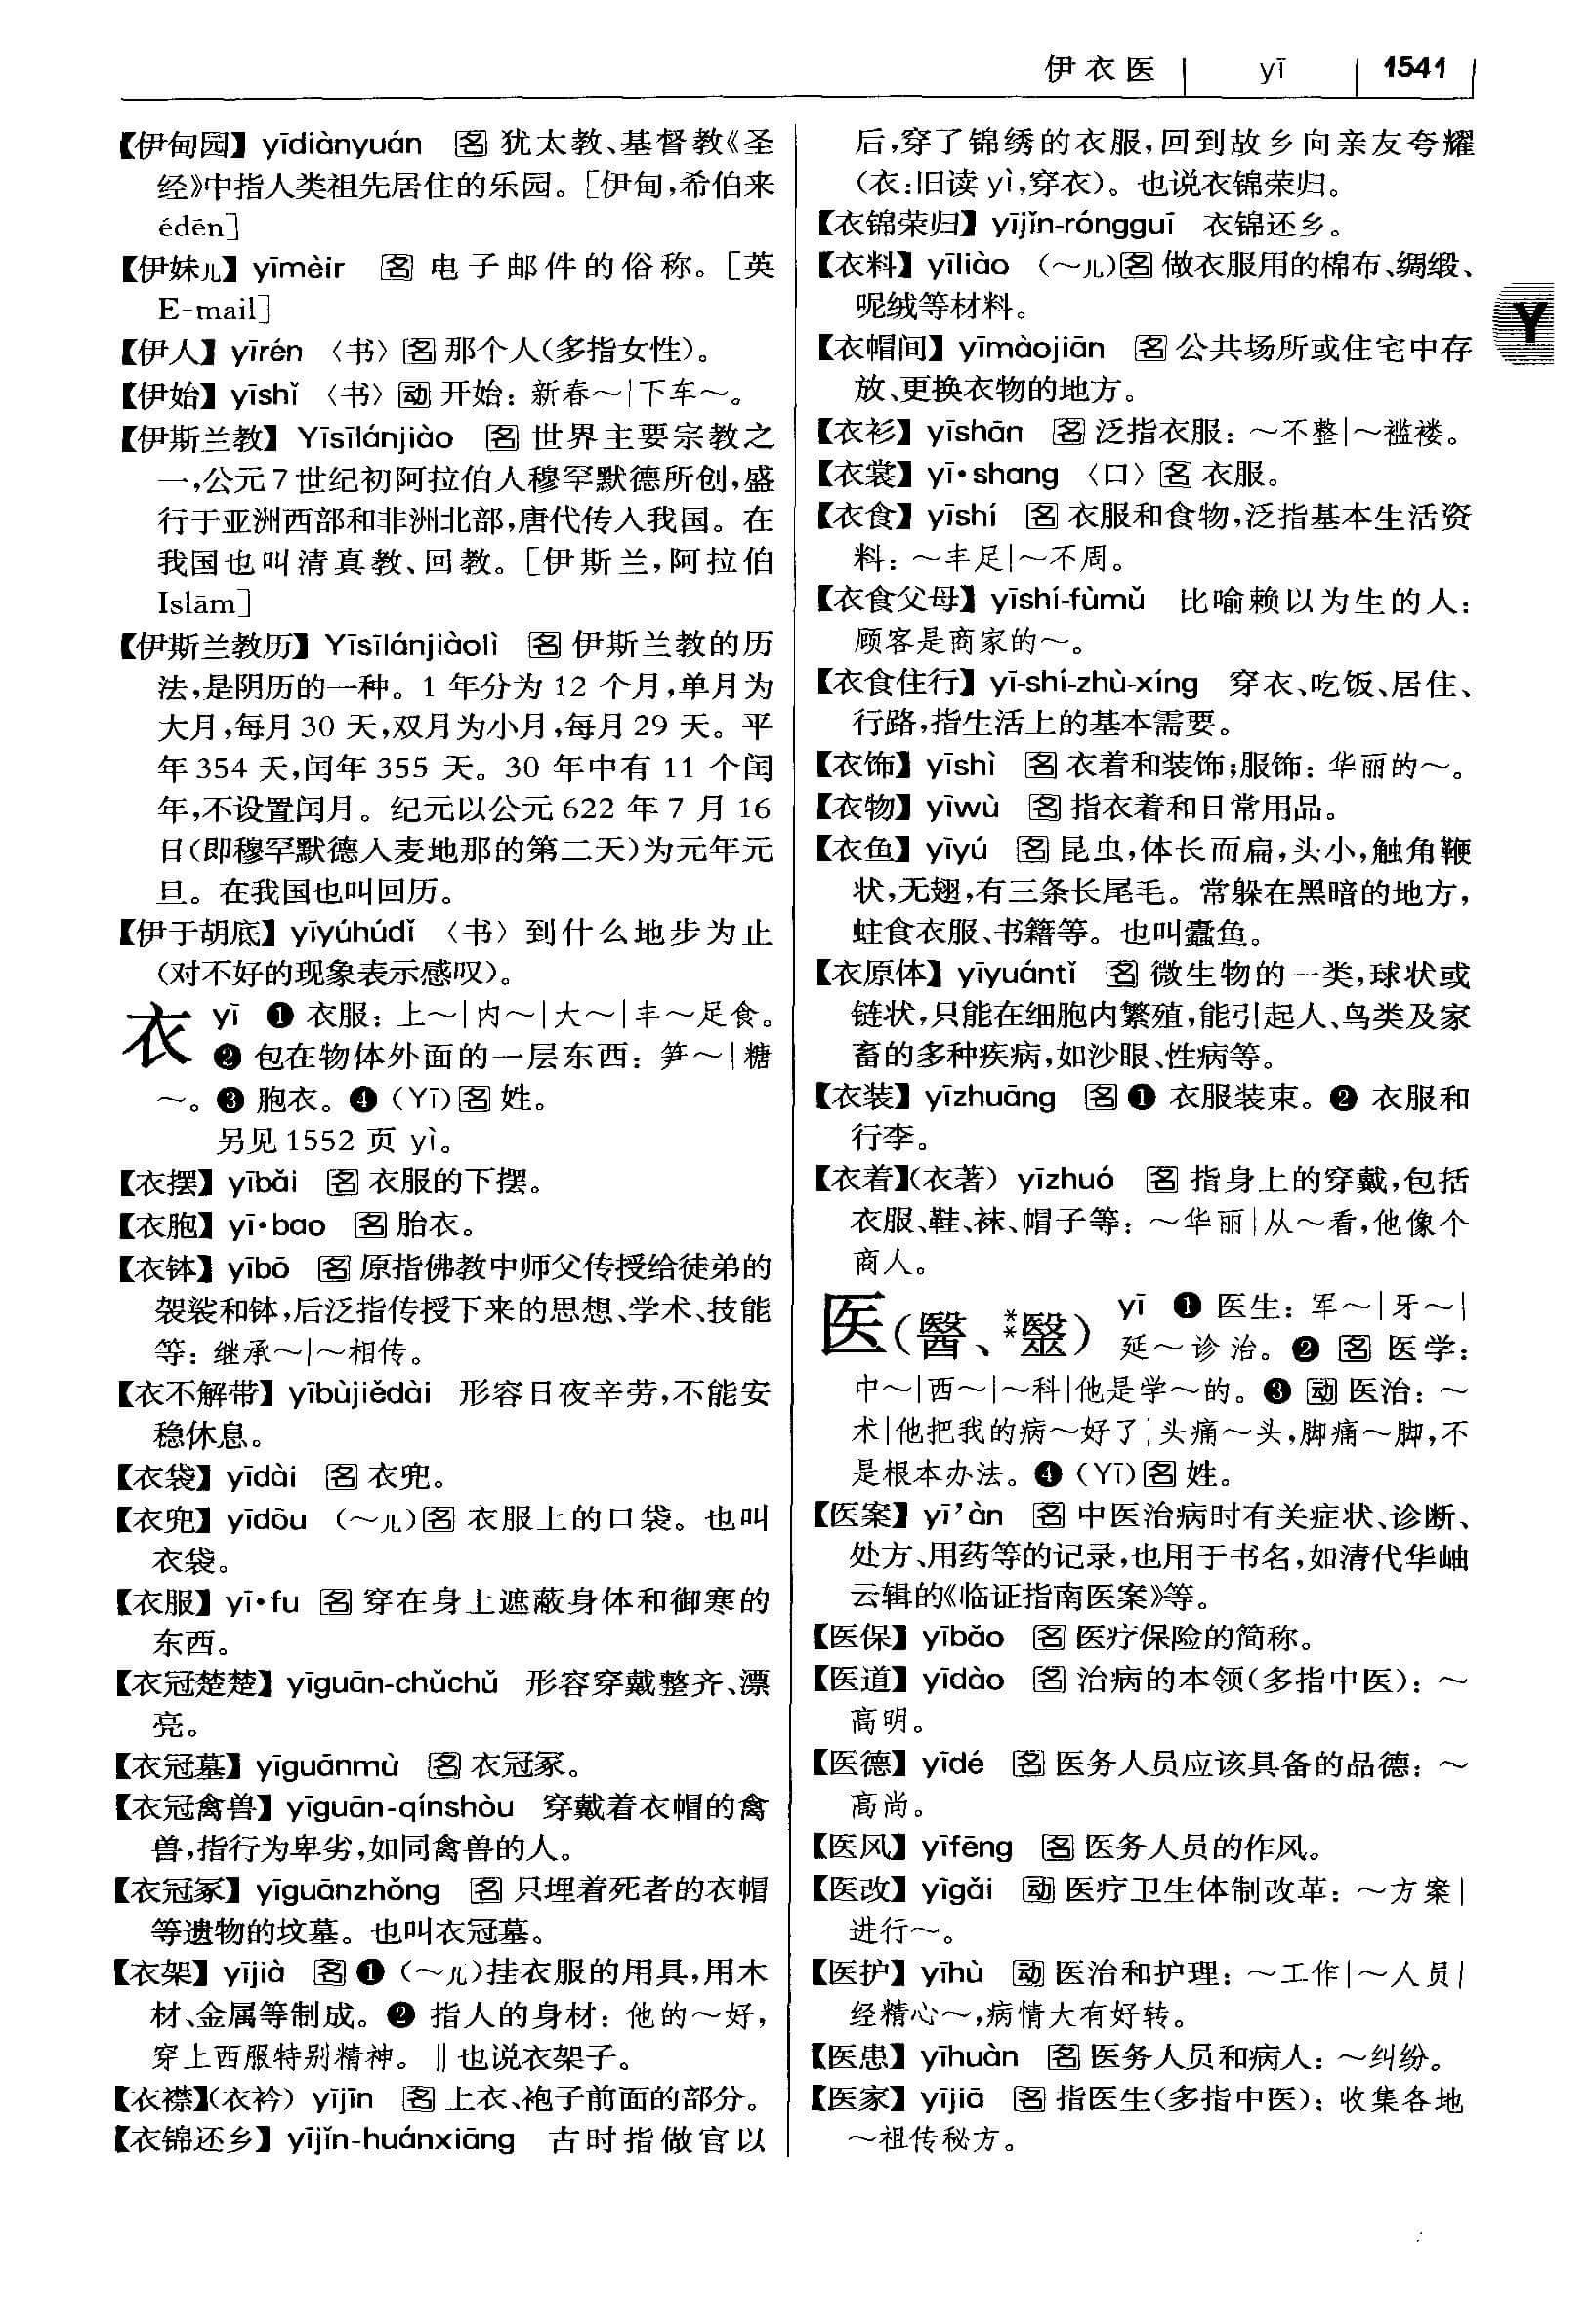 伊衣医 yī 1541
【伊甸园】 yīdiànyuán 名 犹太教、基督教《圣
经》中指人类祖先居住的乐园。[伊甸,希伯来
édēn]
【伊妹儿】 yīmèir 名 电子邮件的俗称。[英
E-mail]
【伊人】 yīrén 〈书〉名 那个人(多指女性)。
【伊始】 yīshǐ 〈书〉动 开始: 新春~|下车~。
【伊斯兰教】 Yīsīlánjiào 名 世界主要宗教之
一,公元7世纪初阿拉伯人穆罕默德所创,盛
行于亚洲西部和非洲北部,唐代传入我国。在
我国也叫清真教、回教。[伊斯兰,阿拉伯
Islām]
【伊斯兰教历】 Yīsīlánjiàolì 名 伊斯兰教的历
法,是阴历的一种。1 年分为 12 个月,单月为
大月,每月30 天,双月为小月,每月29 天。平
年354 天,闰年355 天。30 年中有 11 个闰
年,不设置闰月。纪元以公元622 年 7 月 16
日(即穆罕默德入麦地那的第二天)为元年元
旦。在我国也叫回历。
【伊于胡底】 yīyúhúdǐ 〈书〉 到什么地步为止
(对不好的现象表示感叹)。
衣 yī ❶ 衣服: 上~|内~|大~|丰~足食。
❷ 包在物体外面的一层东西: 笋~|糖
~。❸ 胞衣。❹ (Yī)名 姓。
另见1552 页 yì。
【衣摆】 yībǎi 名 衣服的下摆。
【衣胞】 yī•bao 名 胎衣。
【衣钵】 yībō 名 原指佛教中师父传授给徒弟的
袈裟和钵,后泛指传授下来的思想、学术、技能
等: 继承~|~相传。
【衣不解带】 yībùjiědài 形容日夜辛劳,不能安
稳休息。
【衣袋】 yīdài 名 衣兜。
【衣兜】 yīdōu (~儿)名 衣服上的口袋。也叫
衣袋。
【衣服】 yī•fu 名 穿在身上遮蔽身体和御寒的
东西。
【衣冠楚楚】 yīguān-chǔchǔ 形容穿戴整齐、漂
亮。
【衣冠墓】 yīguānmù 名 衣冠冢。
【衣冠禽兽】 yīguān-qínshòu 穿戴着衣帽的禽
兽,指行为卑劣,如同禽兽的人。
【衣冠冢】 yīguānzhǒng 名 只埋着死者的衣帽
等遗物的坟墓。也叫衣冠墓。
【衣架】 yījià 名❶ (~儿)挂衣服的用具,用木
材、金属等制成。❷ 指人的身材: 他的~好,
穿上西服特别精神。‖也说衣架子。
【衣襟】(衣衿) yījīn 名 上衣、袍子前面的部分。
【衣锦还乡】 yījǐn-huánxiāng 古时指做官以
后,穿了锦绣的衣服,回到故乡向亲友夸耀
(衣:旧读 yì,穿衣)。也说衣锦荣归。
【衣锦荣归】 yījǐn-róngguī 衣锦还乡。
【衣料】 yīliào (~儿)名 做衣服用的棉布、绸缎、
呢绒等材料。
【衣帽间】 yīmàojiān 名 公共场所或住宅中存
放、更换衣物的地方。
【衣衫】 yīshān 名 泛指衣服: ~不整|~褴褛。
【衣裳】 yī•shang 〈口〉名 衣服。
【衣食】 yīshí 名 衣服和食物,泛指基本生活资
料: ~丰足|~不周。
【衣食父母】 yīshí-fùmǔ 比喻赖以为生的人:
顾客是商家的~。
【衣食住行】 yī-shí-zhù-xíng 穿衣、吃饭、居住、
行路,指生活上的基本需要。
【衣饰】 yīshì 名 衣着和装饰;服饰: 华丽的~。
【衣物】 yīwù 名 指衣着和日常用品。
【衣鱼】 yīyú 名 昆虫,体长而扁,头小,触角鞭
状,无翅,有三条长尾毛。常躲在黑暗的地方,
蛀食衣服、书籍等。也叫蠹鱼。
【衣原体】 yīyuántǐ 名 微生物的一类,球状或
链状,只能在细胞内繁殖,能引起人、鸟类及家
畜的多种疾病,如沙眼、性病等。
【衣装】 yīzhuāng 名❶ 衣服装束。❷ 衣服和
行李。
【衣着】(衣著) yīzhuó 名 指身上的穿戴,包括
衣服、鞋、袜、帽子等: ~华丽|从~看,他像个
商人。
医(醫、⁑毉) yī ❶ 医生: 军~|牙~|
延~诊治。❷ 名 医学:
中~|西~|~科|他是学~的。❸ 动 医治: ~
术|他把我的病~好了|头痛~头,脚痛~脚,不
是根本办法。❹ (Yī)名 姓。
【医案】 yī’àn 名 中医治病时有关症状、诊断、
处方、用药等的记录,也用于书名,如清代华岫
云辑的《临证指南医案》等。
【医保】 yībǎo 名 医疗保险的简称。
【医道】 yīdào 名 治病的本领(多指中医): ~
高明。
【医德】 yīdé 名 医务人员应该具备的品德: ~
高尚。
【医风】 yīfēng 名 医务人员的作风。
【医改】 yīgǎi 动 医疗卫生体制改革: ~方案|
进行~。
【医护】 yīhù 动 医治和护理: ~工作|~人员|
经精心~,病情大有好转。
【医患】 yīhuàn 名 医务人员和病人: ~纠纷。
【医家】 yījiā 名 指医生(多指中医): 收集各地
~祖传秘方。
Y